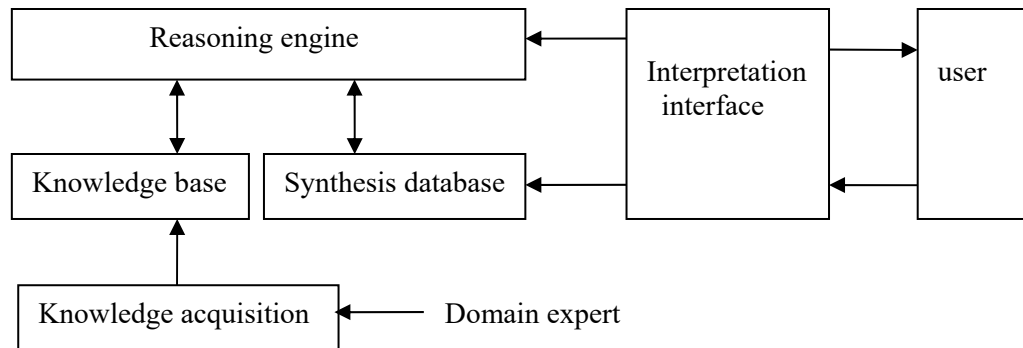 Reasoning engine
Interpretation
interface
user
Knowledge base
Synthesis database
Knowledge acquisition
Domain expert